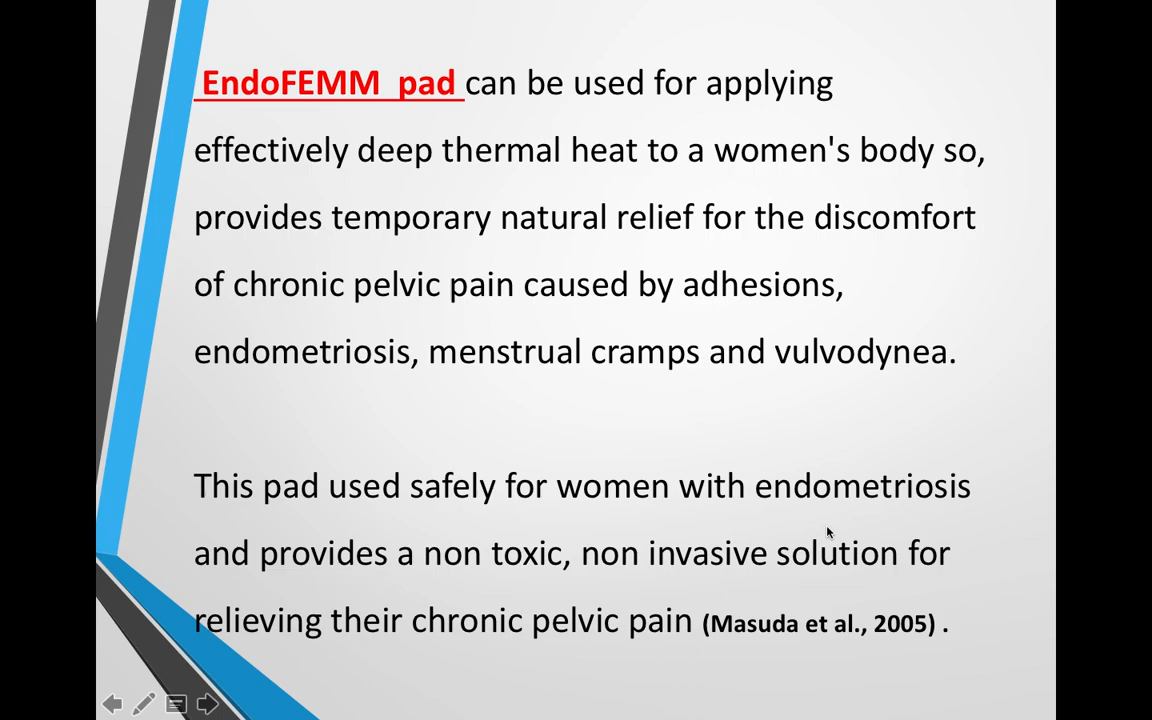 EndoFEMM pad can be used for applying
effectively deep thermal heat to a women's body so,
provides temporary natural relief for the discomfort
of chronic pelvic pain caused by adhesions,
endometriosis, menstrual cramps and vulvodynea.
This pad used safely for women with endometriosis
and provides a non toxic, non invasive solution for
relieving their chronic pelvic pain (Masuda et al., 2005) .